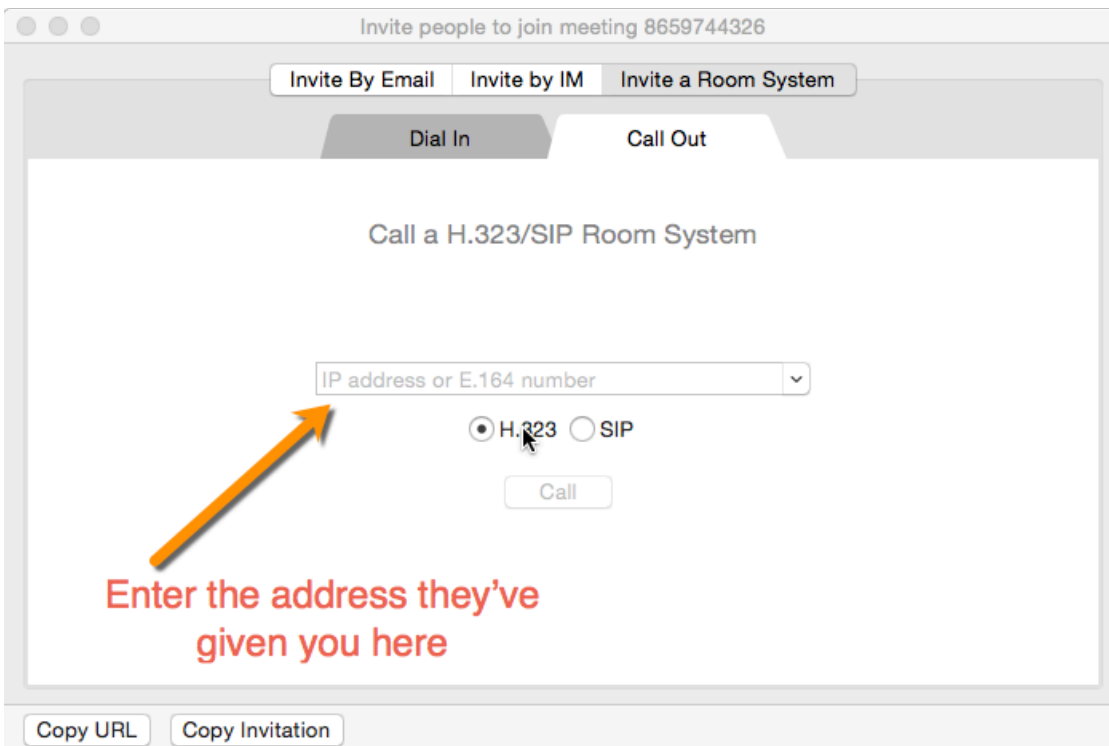 Invite people to join meeting 8659744326
Invite By Email Invite by IM Invite a Room System
Dial In Call Out
Call a H.323/SIP Room System
IP address or E.164 number
H.323 SIP
Call
Enter the address they've
given you here
Copy URL Copy Invitation